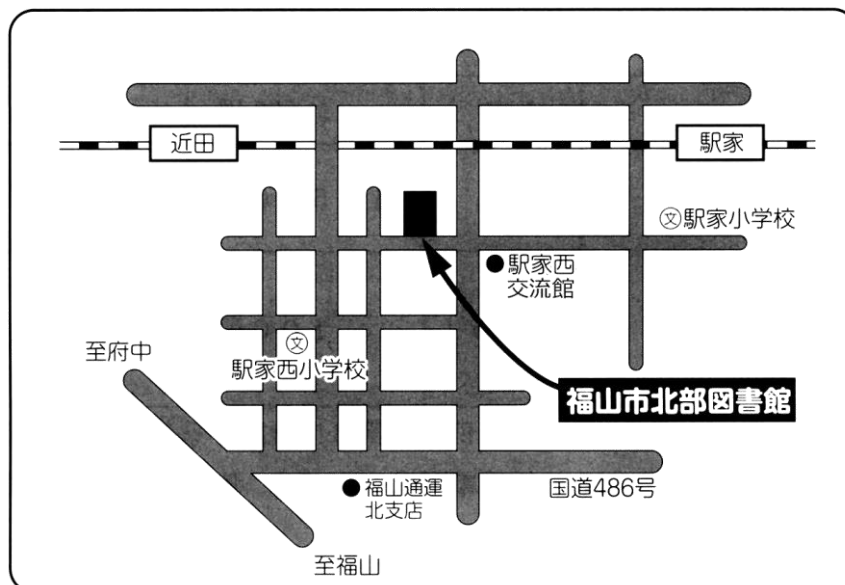 近田
駅家
㊫駅家小学校
●駅家西
交流館
㊫
駅家西小学校
至府中
福山市北部図書館
●福山通運
北支店
国道486号
至福山